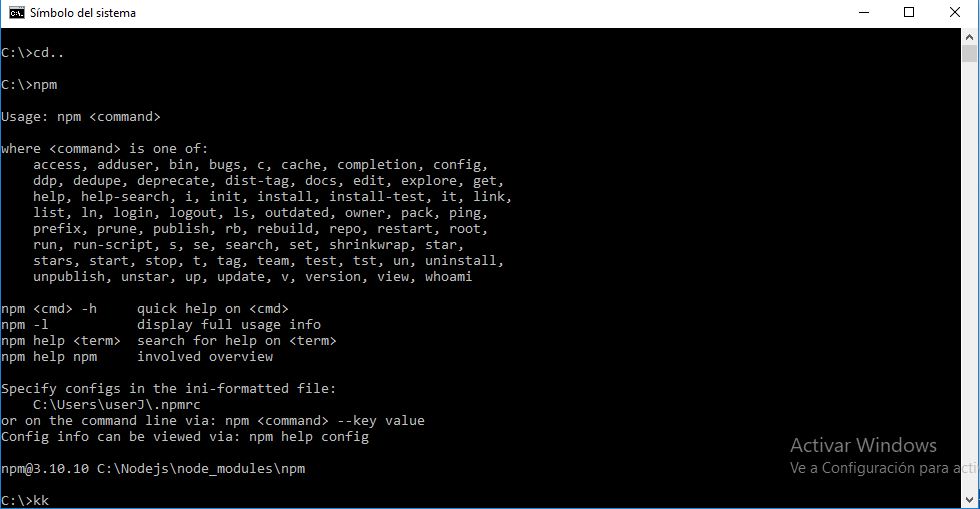 Símbolo del sistema
C:\>cd..
C:\>npm
Usage: npm <command>
where <command> is one of:
    access, adduser, bin, bugs, c, cache, completion, config,
    ddp, dedupe, deprecate, dist-tag, docs, edit, explore, get,
    help, help-search, i, init, install, install-test, it, link,
    list, ln, login, logout, ls, outdated, owner, pack, ping,
    prefix, prune, publish, rb, rebuild, repo, restart, root,
    run, run-script, s, se, search, set, shrinkwrap, star,
    stars, start, stop, t, tag, team, test, tst, un, uninstall,
    unpublish, unstar, up, update, v, version, view, whoami
npm <cmd> -h     quick help on <cmd>
npm -l           display full usage info
npm help <term>  search for help on <term>
npm help npm     involved overview
Specify configs in the ini-formatted file:
    C:\Users\userJ\.npmrc
or on the command line via: npm <command> --key value
Config info can be viewed via: npm help config
Activar Windows
Ve a Configuración para acti
npm@3.10.10 C:\Nodejs\node_modules\npm
C:\>kk